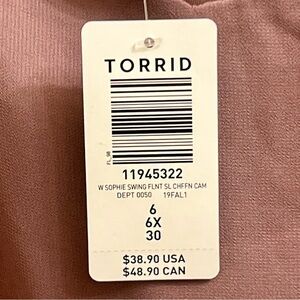 TORRID
FL_98
11945322
W SOPHIE SWING FLNT SL CHFFN CAM
DEPT 0050 19FAL1
6
6X
30
$38.90 USA
$48.90 CAN